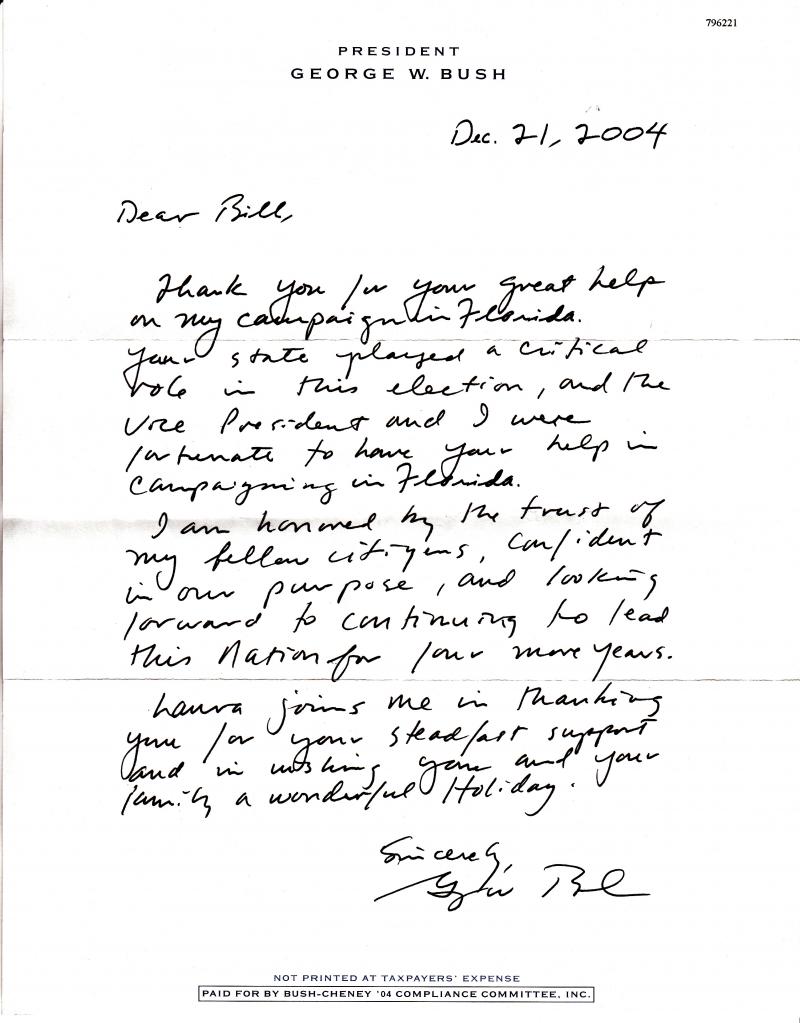 796221
PRESIDENT
GEORGE W. BUSH
Dec. 21, 2004
Dear Bill,
Thank you for your great help
on my campaign in Florida.
Your state played a critical
role in this election, and the
Vice President and I were
fortunate to have your help in
campaigning in Florida.
I am honored by the trust of
my fellow citizens, confident
in our purpose, and looking
forward to continuing to lead
this Nation for four more years.
Laura joins me in thanking
you for your steadfast support
and in wishing you and your
family a wonderful Holiday.
Sincerely,
George Bush
NOT PRINTED AT TAXPAYERS' EXPENSE
PAID FOR BY BUSH-CHENEY '04 COMPLIANCE COMMITTEE, INC.